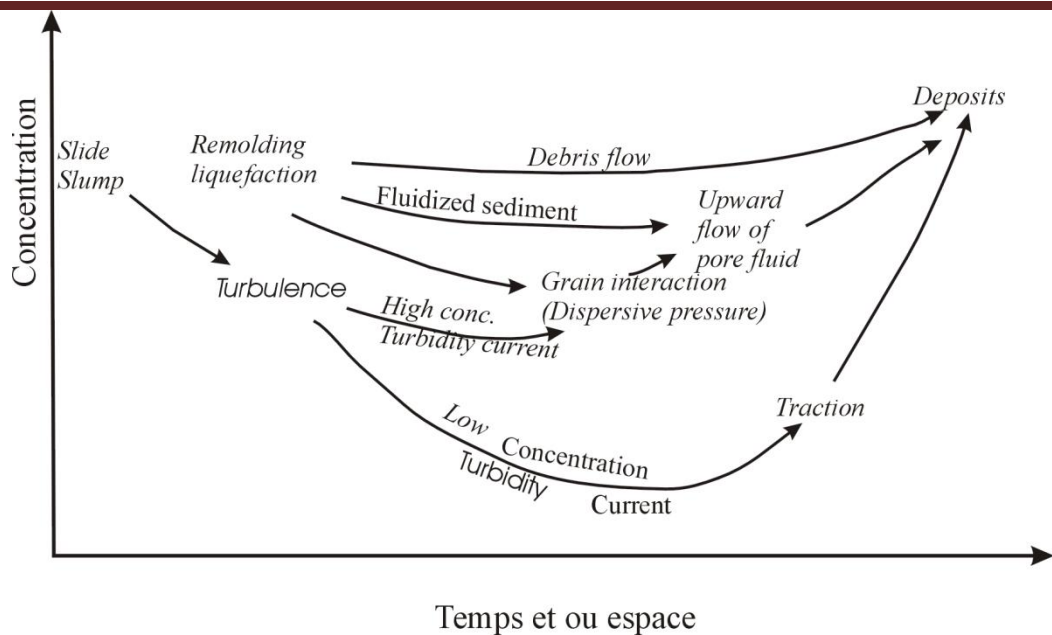 Concentration
Deposits
Slide
Slump
Remolding
liquefaction
Debris flow
Fluidized sediment
Upward
flow of
pore fluid
Turbulence
Grain interaction
(Dispersive pressure)
High conc.
Turbidity current
Low Concentration
Turbidity
Current
Traction
Temps et ou espace